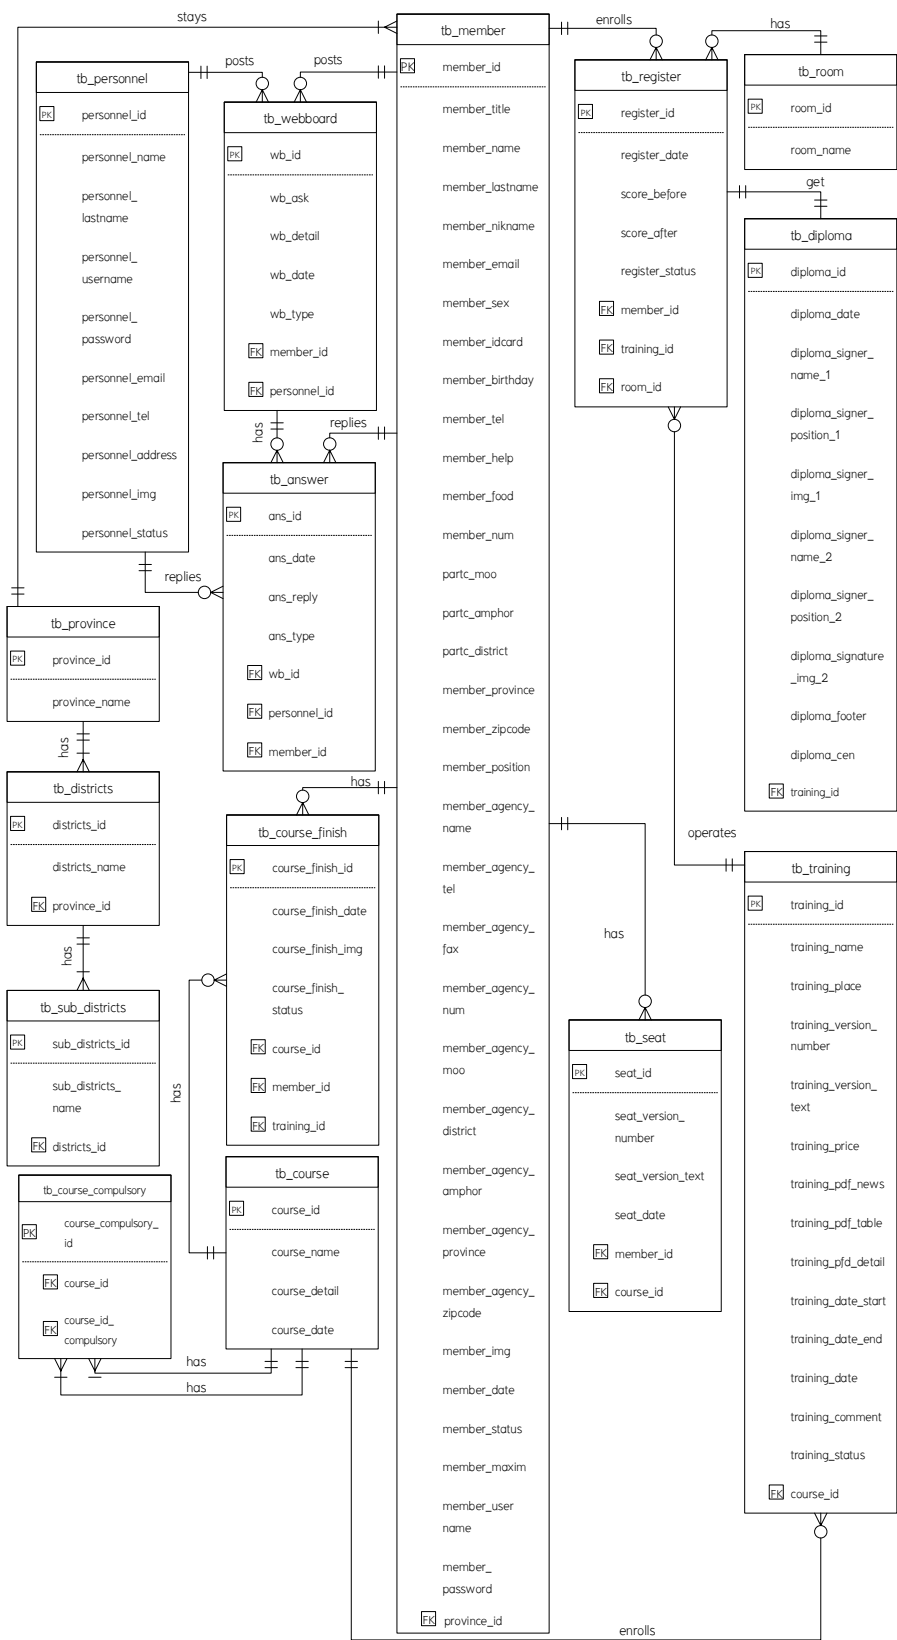 stays
enrolls
has
tb_member
PK
member_id
member_title
member_name
member_lastname
member_nikname
member_email
member_sex
member_idcard
member_birthday
member_tel
member_help
member_food
member_num
partc_moo
partc_amphor
partc_district
member_province
member_zipcode
member_position
member_agency_
name
member_agency_
tel
member_agency_
fax
member_agency_
num
member_agency_
moo
member_agency_
district
member_agency_
amphor
member_agency_
province
member_agency_
zipcode
member_img
member_date
member_status
member_maxim
member_user
name
member_
password
FK province_id
posts
posts
tb_personnel
PK
personnel_id
personnel_name
personnel_
lastname
personnel_
username
personnel_
password
personnel_email
personnel_tel
personnel_address
personnel_img
personnel_status
tb_webboard
PK
wb_id
wb_ask
wb_detail
wb_date
wb_type
FK member_id
FK personnel_id
has
replies
tb_answer
PK
ans_id
ans_date
ans_reply
ans_type
FK wb_id
FK personnel_id
FK member_id
replies
tb_province
PK
province_id
province_name
has
tb_districts
PK
districts_id
districts_name
FK province_id
has
tb_sub_districts
PK
sub_districts_id
sub_districts_
name
FK districts_id
has
tb_course_finish
PK
course_finish_id
course_finish_date
course_finish_img
course_finish_
status
FK course_id
FK member_id
FK training_id
has
tb_course
PK
course_id
course_name
course_detail
course_date
tb_course_compulsory
PK
course_compulsory_
id
FK course_id
FK
course_id_
compulsory
has
has
tb_register
PK
register_id
register_date
score_before
score_after
register_status
FK member_id
FK training_id
FK room_id
tb_room
PK
room_id
room_name
get
tb_diploma
PK
diploma_id
diploma_date
diploma_signer_
name_1
diploma_signer_
position_1
diploma_signer_
img_1
diploma_signer_
name_2
diploma_signer_
position_2
diploma_signature
_img_2
diploma_footer
diploma_cen
FK training_id
operates
has
tb_seat
PK
seat_id
seat_version_
number
seat_version_text
seat_date
FK member_id
FK course_id
tb_training
PK
training_id
training_name
training_place
training_version_
number
training_version_
text
training_price
training_pdf_news
training_pdf_table
training_pfd_detail
training_date_start
training_date_end
training_date
training_comment
training_status
FK course_id
enrolls